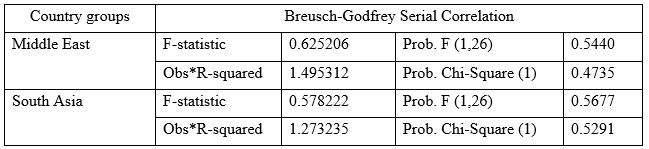 Country groups Breusch-Godfrey Serial Correlation
Middle East F-statistic 0.625206 Prob. F (1,26) 0.5440
Obs*R-squared 1.495312 Prob. Chi-Square (1) 0.4735
South Asia F-statistic 0.578222 Prob. F (1,26) 0.5677
Obs*R-squared 1.273235 Prob. Chi-Square (1) 0.5291